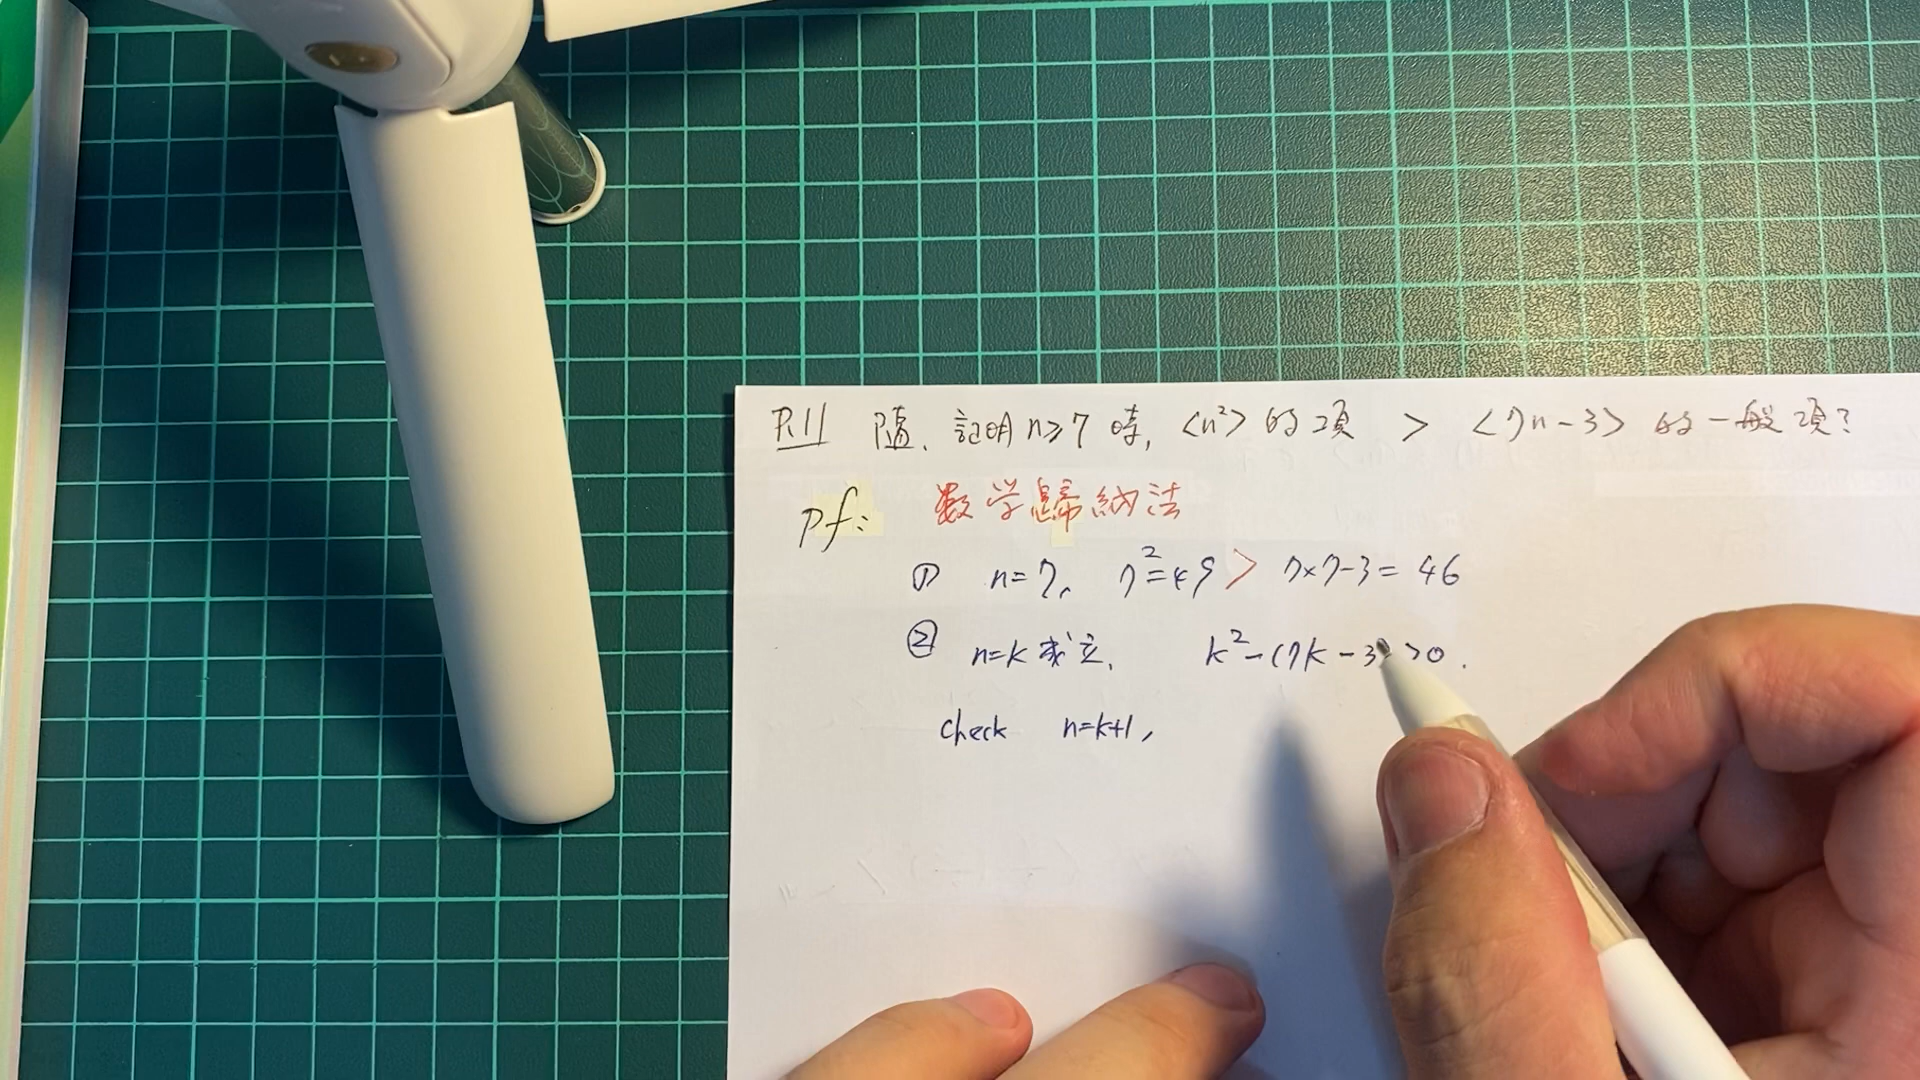 P.11 隨. 証明 n≥7 時, <n²> 的項 > <7n-3> 的一般項?
pf: 数学歸納法
① n=7, 7²=49 > 7×7-3=46
② n=k 成立. k²-(7k-3)>0.
check n=k+1,